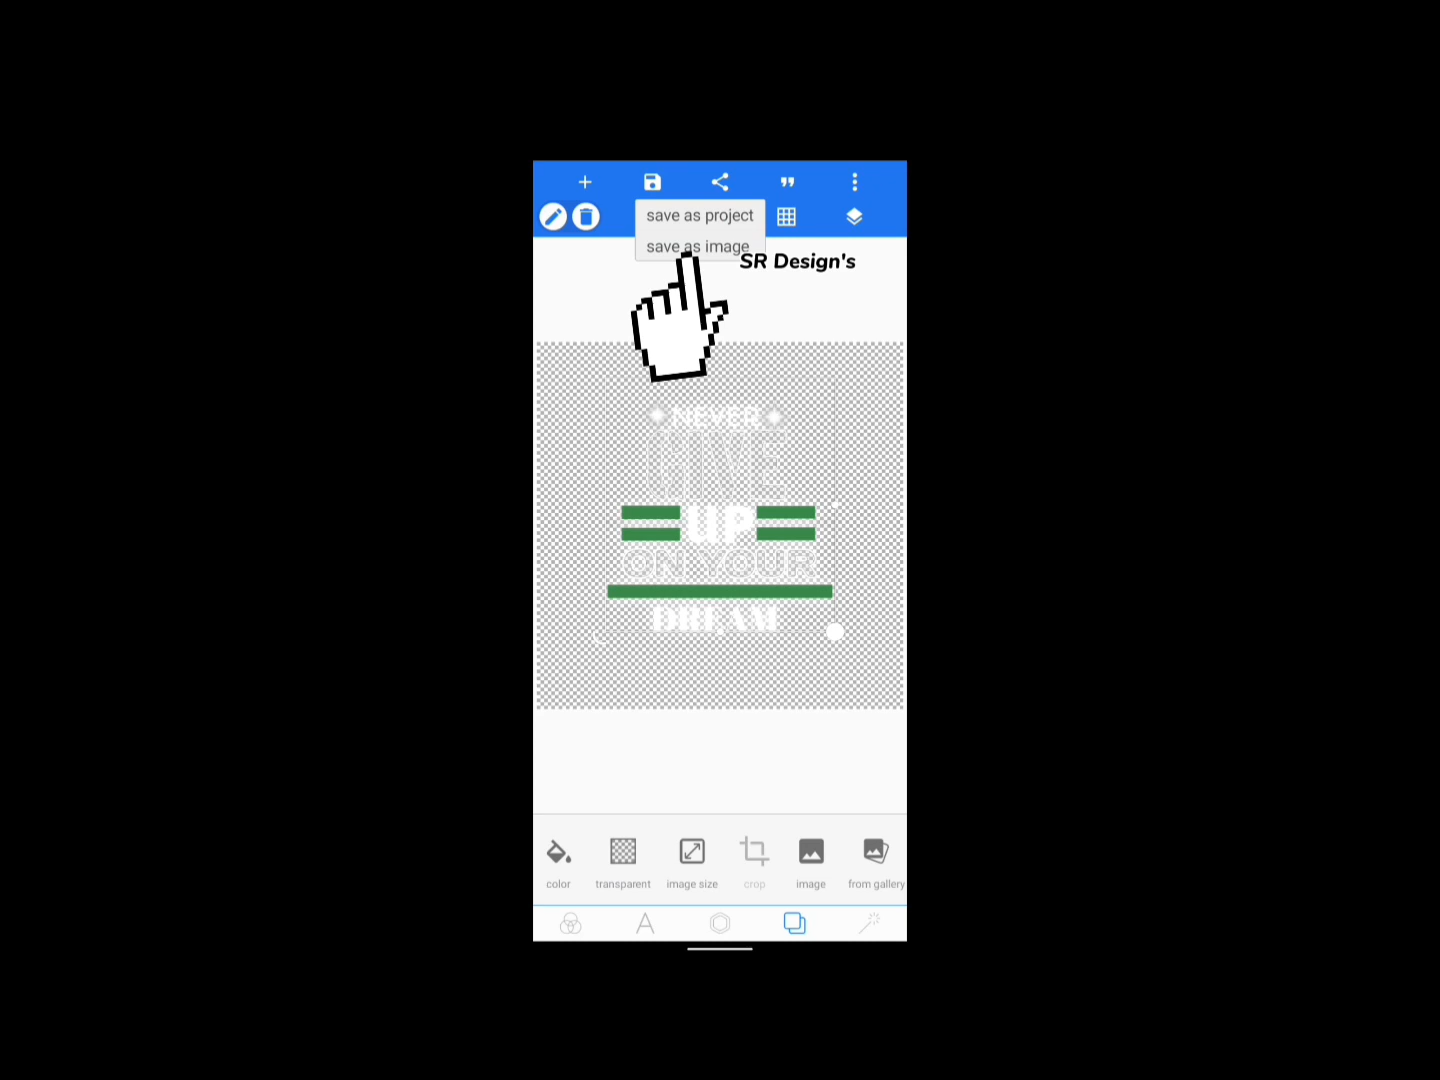 save as project
save as image
SR Design's
NEVER
UP
ON YOUR
DREAM
color transparent image size crop image from gallery